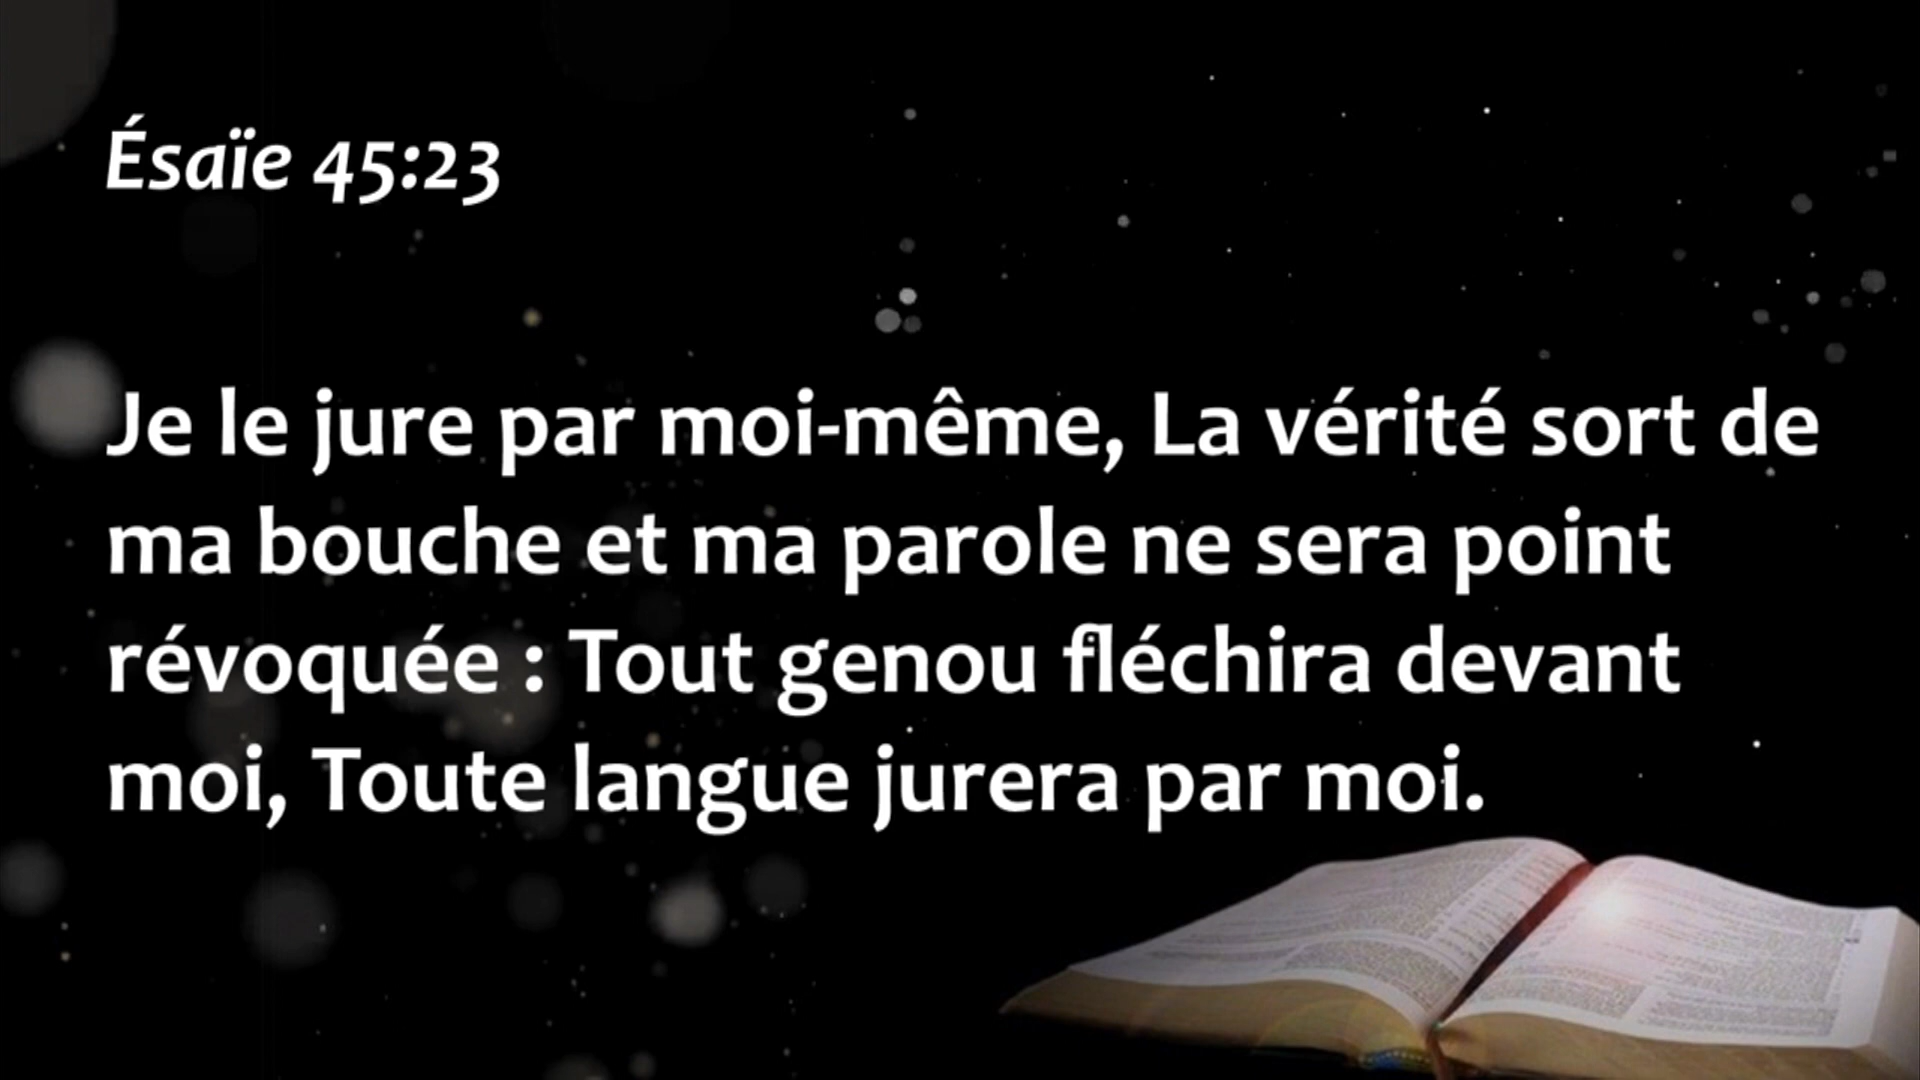 Ésaïe 45:23
Je le jure par moi-même, La vérité sort de
ma bouche et ma parole ne sera point
révoquée : Tout genou fléchira devant
moi, Toute langue jurera par moi.